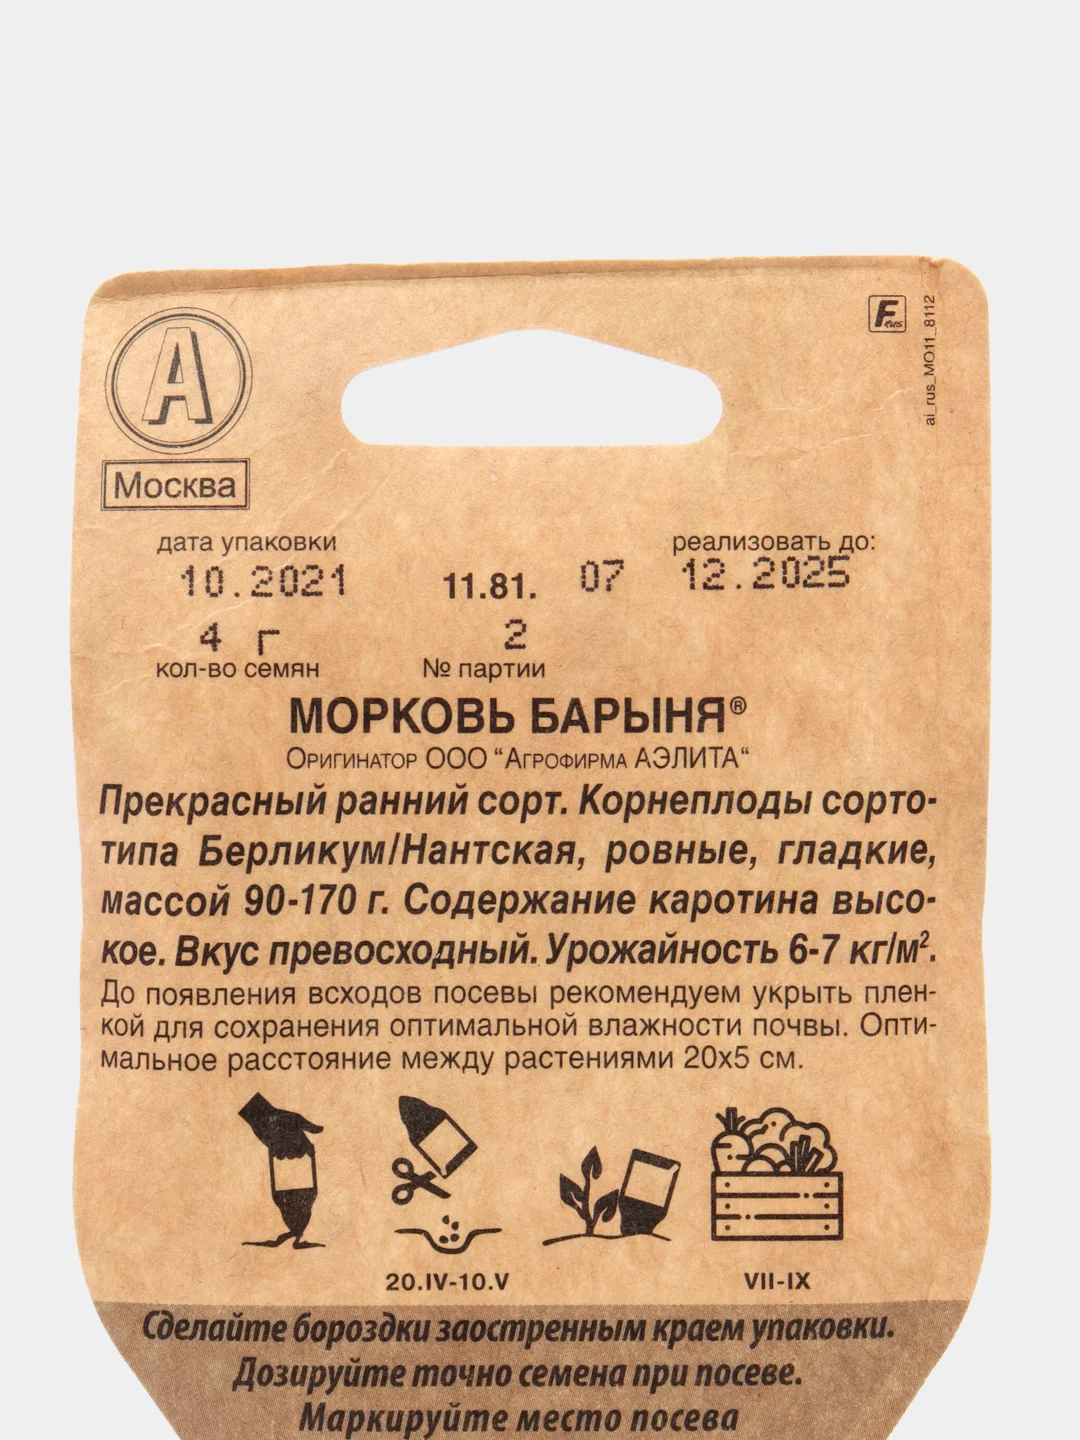 А
Москва
F rus
ai_rus_MO11_8112
дата упаковки
реализовать до:
10.2021
11.81.
07
12.2025
4 г
2
кол-во семян
№ партии
МОРКОВЬ БАРЫНЯ®
Оригинатор ООО “Агрофирма АЭЛИТА“
Прекрасный ранний сорт. Корнеплоды сорто-
типа Берликум/Нантская, ровные, гладкие,
массой 90-170 г. Содержание каротина высо-
кое. Вкус превосходный. Урожайность 6-7 кг/м².
До появления всходов посевы рекомендуем укрыть плен-
кой для сохранения оптимальной влажности почвы. Опти-
мальное расстояние между растениями 20х5 см.
20.IV-10.V
VII-IX
Сделайте бороздки заостренным краем упаковки.
Дозируйте точно семена при посеве.
Маркируйте место посева